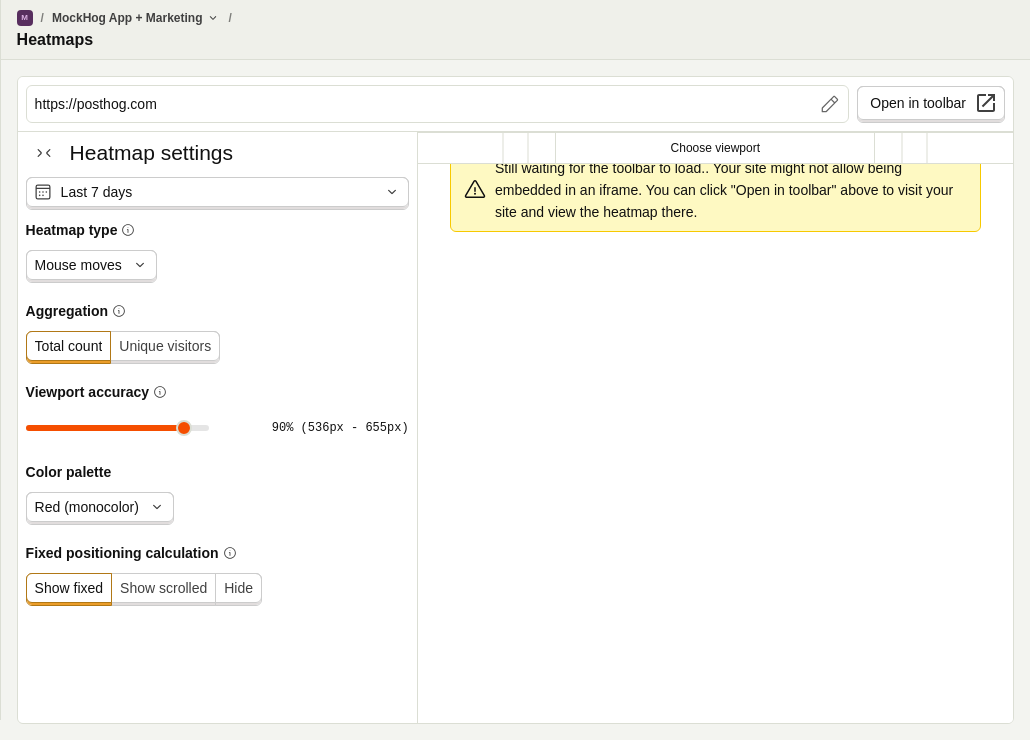 M / MockHog App + Marketing /
Heatmaps
https://posthog.com
Open in toolbar
Heatmap settings
Choose viewport
Still waiting for the toolbar to load.. Your site might not allow being
embedded in an iframe. You can click "Open in toolbar" above to visit your
site and view the heatmap there.
Last 7 days
Heatmap type
Mouse moves
Aggregation
Total count Unique visitors
Viewport accuracy
90% (536px - 655px)
Color palette
Red (monocolor)
Fixed positioning calculation
Show fixed Show scrolled Hide